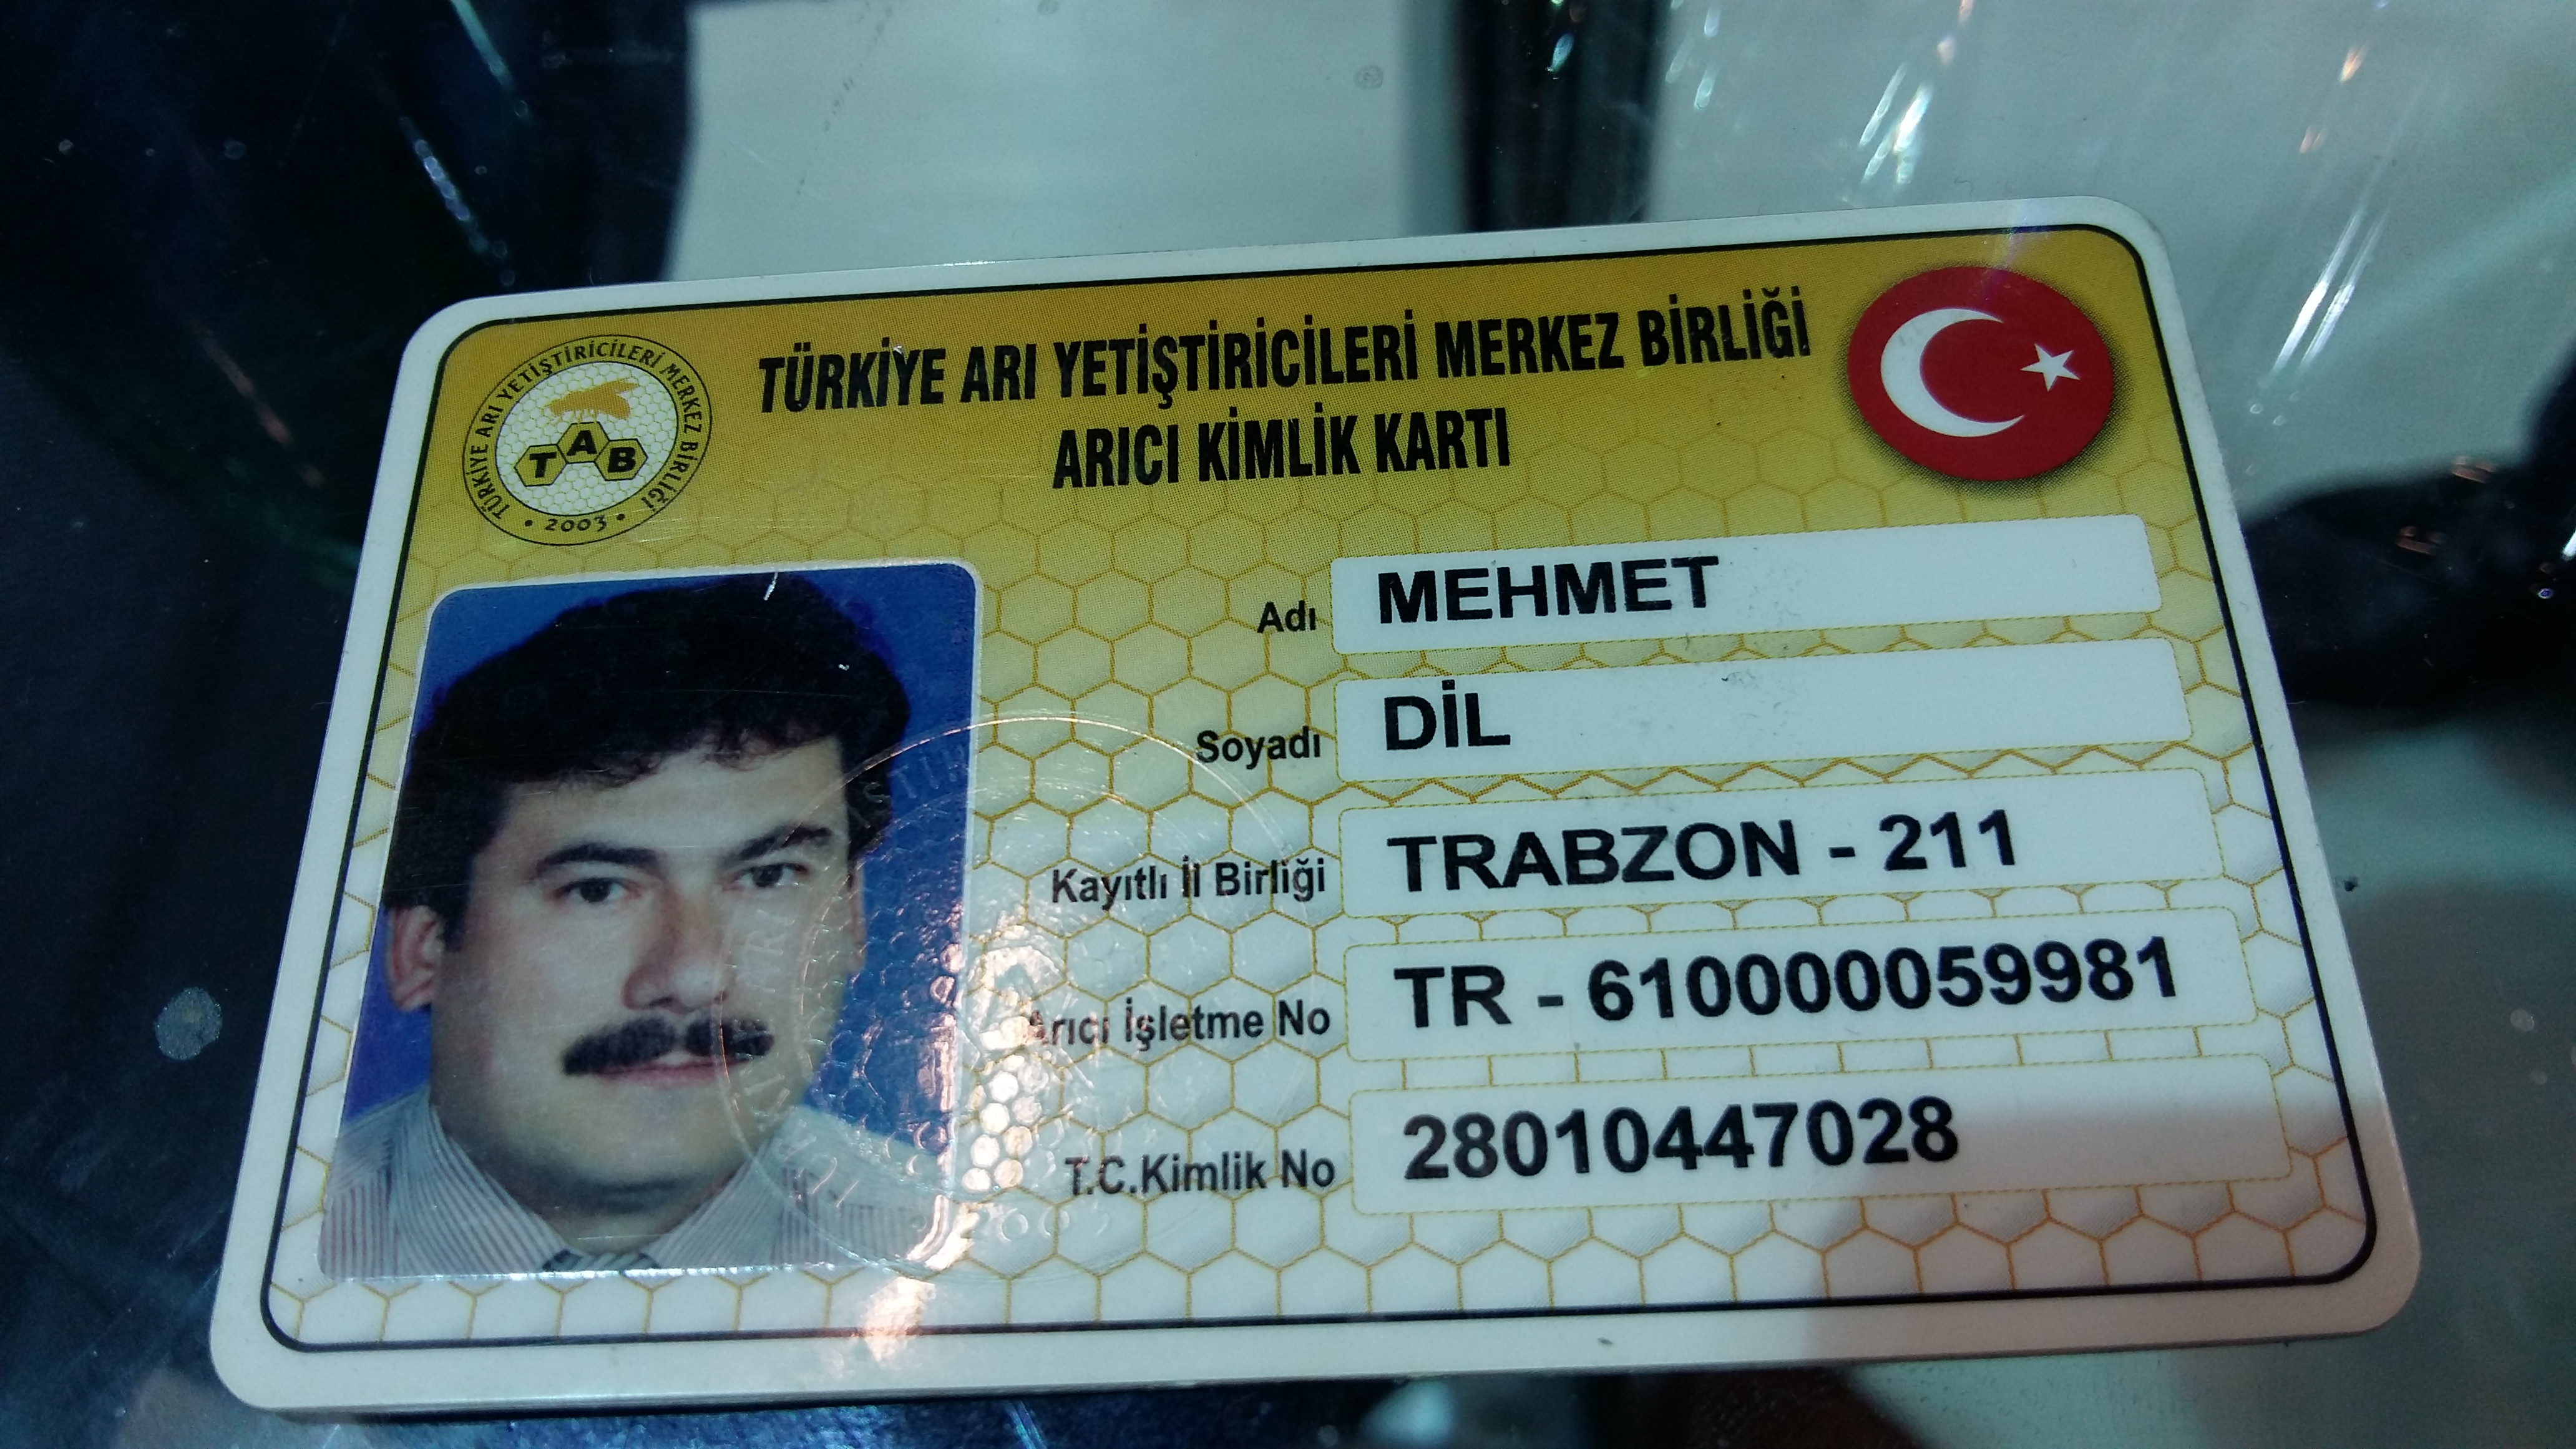 TÜRKİYE ARI YETİŞTİRİCİLERİ MERKEZ BİRLİĞİ
ARICI KİMLİK KARTI
TÜRKİYE ARI YETİŞTİRİCİLERİ MERKEZ BİRLİĞİ
TAB
• 2003 •
Adı MEHMET
Soyadı DİL
Kayıtlı İl Birliği TRABZON - 211
Arıcı İşletme No TR - 610000059981
T.C.Kimlik No 28010447028